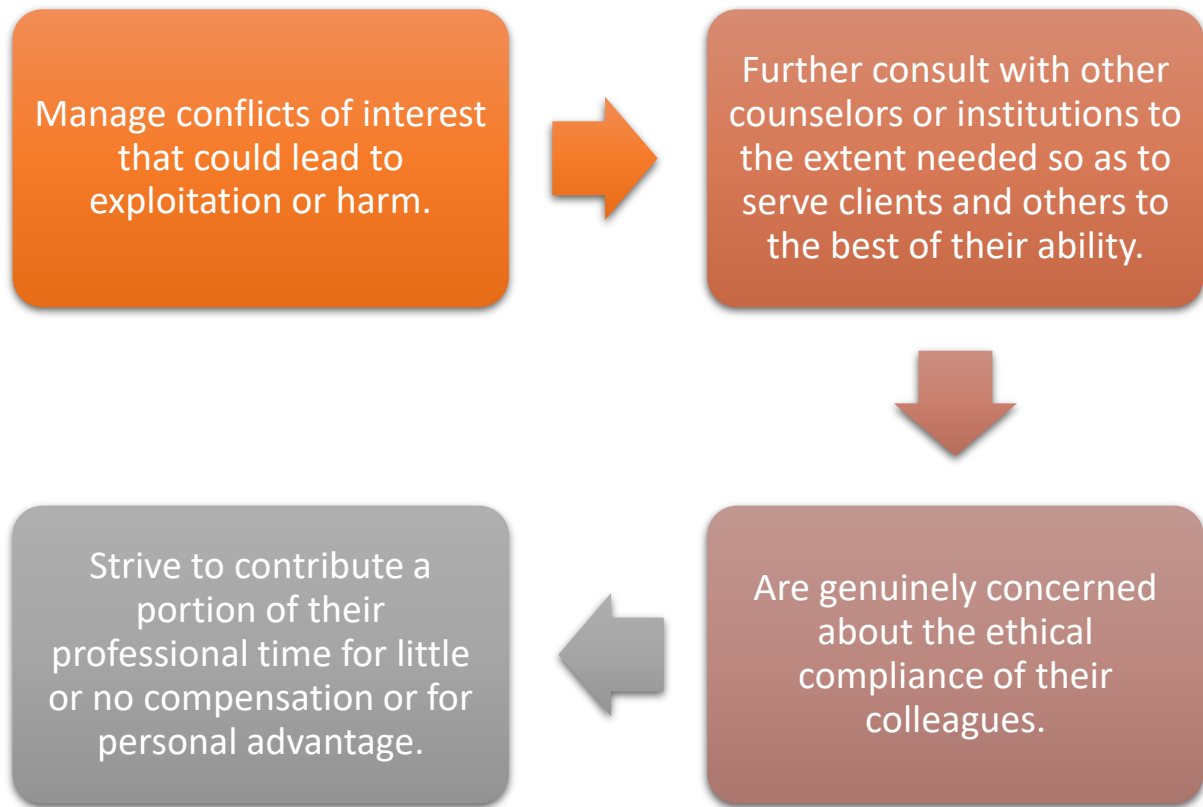 Manage conflicts of interest
that could lead to
exploitation or harm.
Further consult with other
counselors or institutions to
the extent needed so as to
serve clients and others to
the best of their ability.
Are genuinely concerned
about the ethical
compliance of their
colleagues.
Strive to contribute a
portion of their
professional time for little
or no compensation or for
personal advantage.